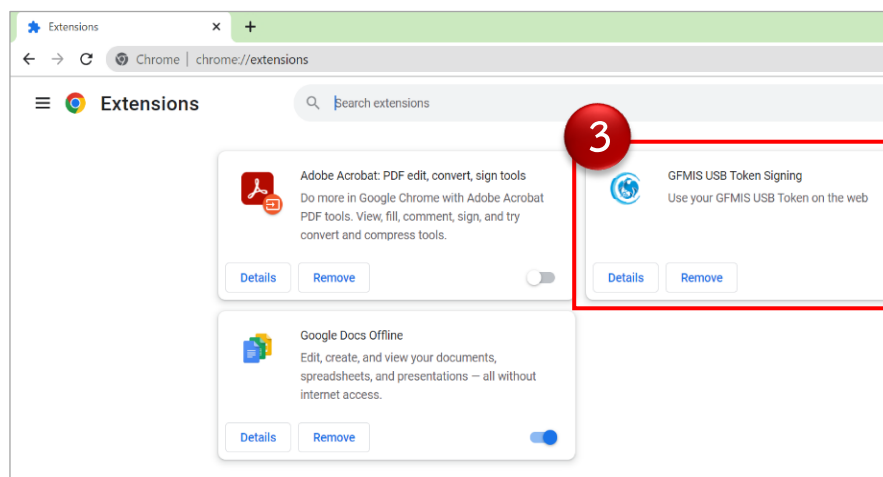 Extensions
Chrome | chrome://extensions
Extensions
Search extensions
3
Adobe Acrobat: PDF edit, convert, sign tools
Do more in Google Chrome with Adobe Acrobat
PDF tools. View, fill, comment, sign, and try
convert and compress tools.
Details Remove
GFMIS USB Token Signing
Use your GFMIS USB Token on the web
Details Remove
Google Docs Offline
Edit, create, and view your documents,
spreadsheets, and presentations — all without
internet access.
Details Remove